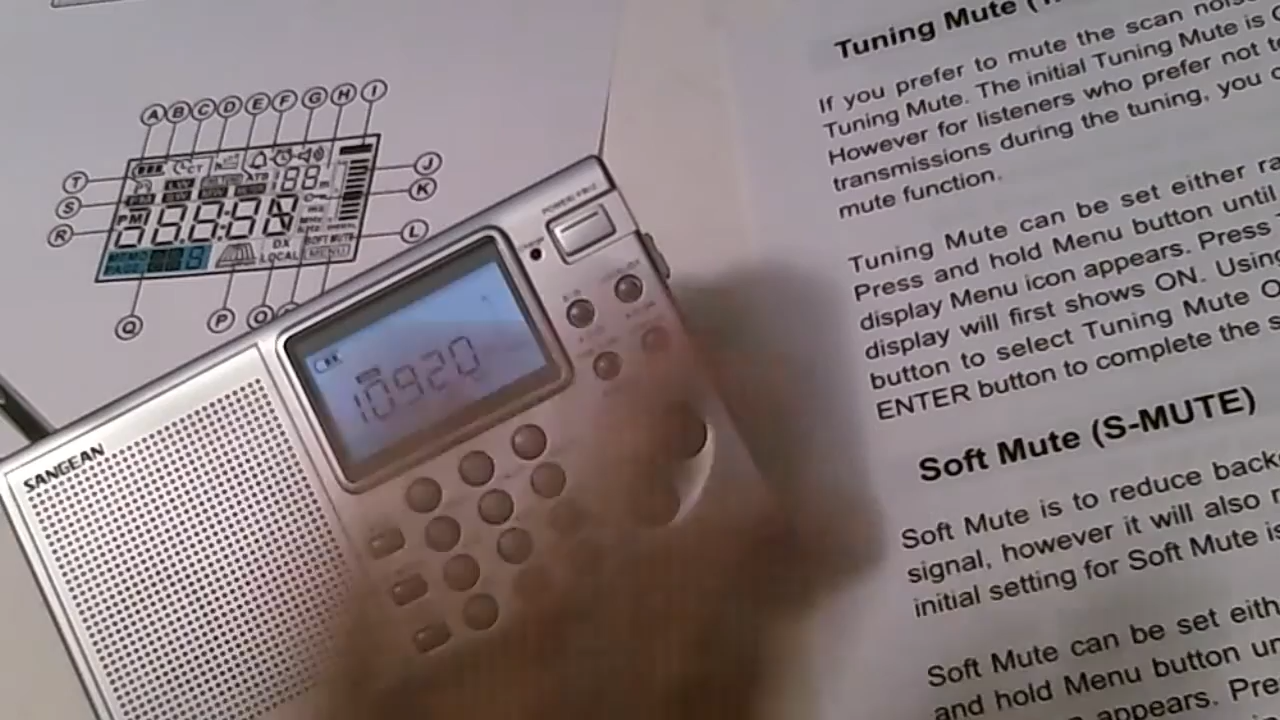 A B C D E F G H I
T
J
S
K
R
PM
L
DX
LOCAL
SOFT MUTE
MENU
Q
P
O
POWER
SANGEAN
10920
Tuning Mute
If you prefer to mute the scan
Tuning Mute. The initial Tuning Mute is
However for listeners who prefer not
transmissions during the tuning, you
mute function.
Tuning Mute can be set either
Press and hold Menu button until
display Menu icon appears. Press
display will first shows ON. Using
button to select Tuning Mute
ENTER button to complete the
Soft Mute (S-MUTE)
Soft Mute is to reduce
signal, however it will also
initial setting for Soft Mute
Soft Mute can be set
and hold Menu button
appears.